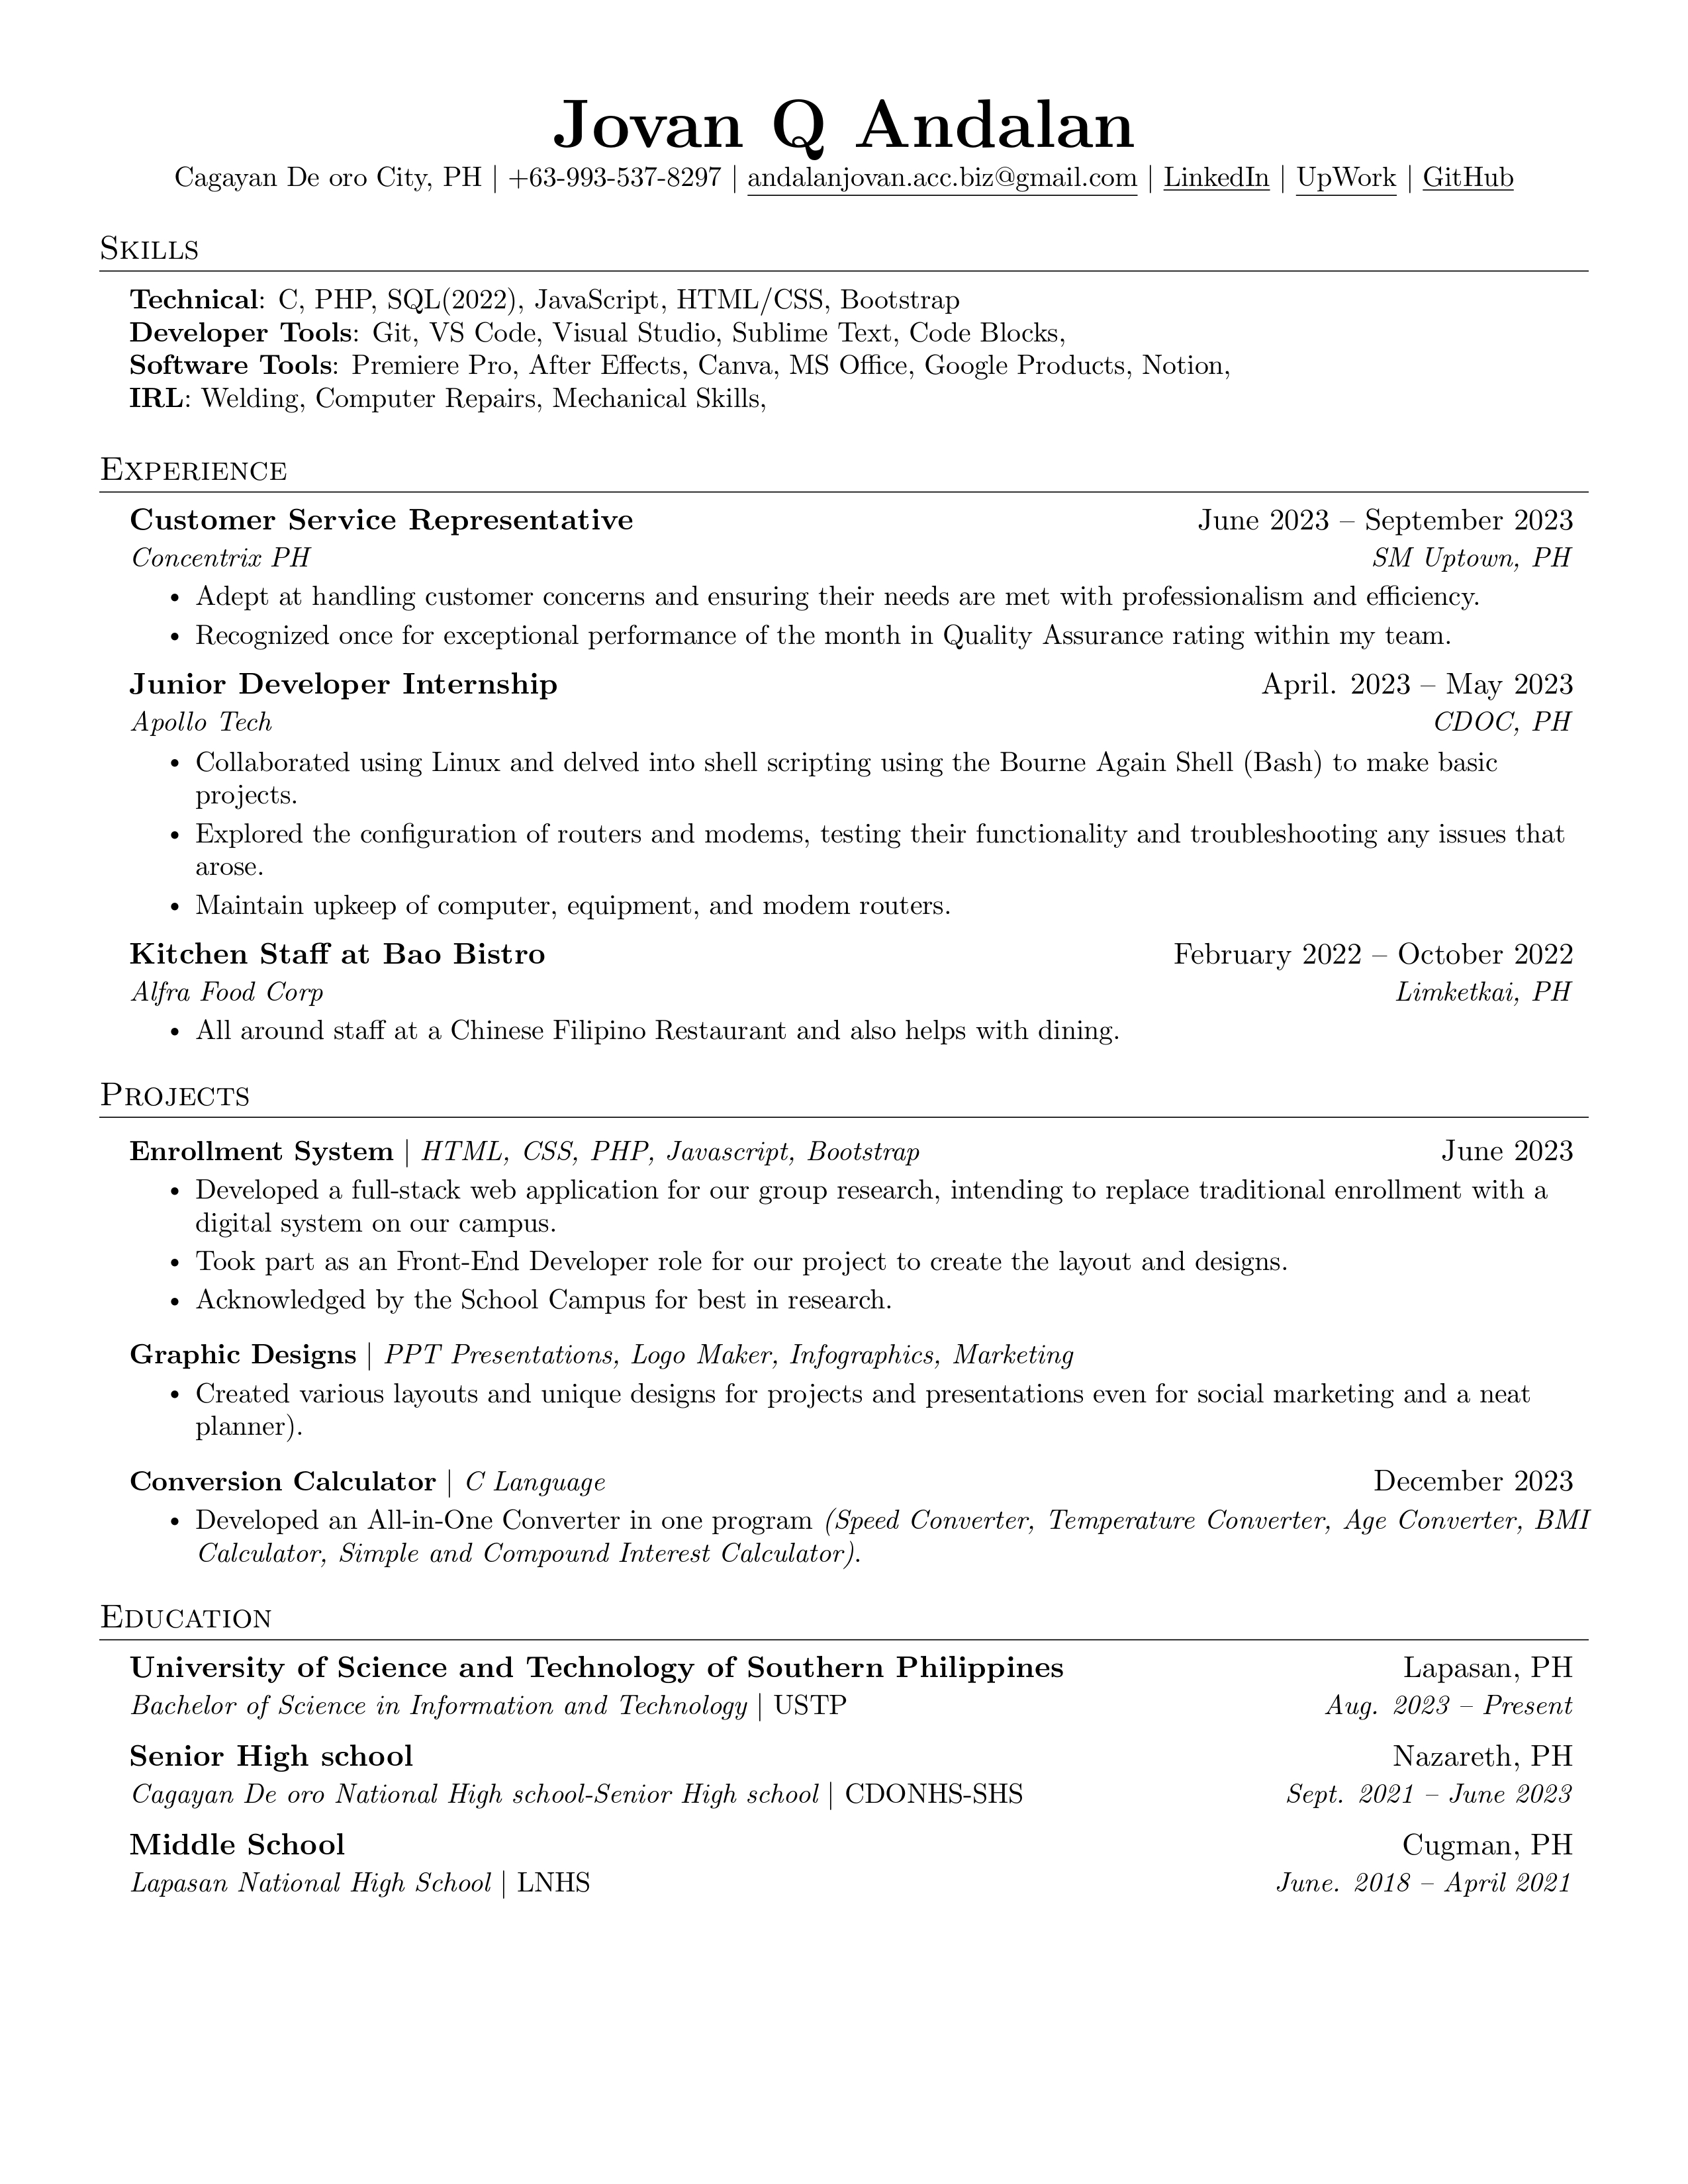 Jovan Q Andalan
Cagayan De oro City, PH | +63-993-537-8297 | andalanjovan.acc.biz@gmail.com | LinkedIn | UpWork | GitHub
Skills
Technical: C, PHP, SQL(2022), JavaScript, HTML/CSS, Bootstrap
Developer Tools: Git, VS Code, Visual Studio, Sublime Text, Code Blocks,
Software Tools: Premiere Pro, After Effects, Canva, MS Office, Google Products, Notion,
IRL: Welding, Computer Repairs, Mechanical Skills,
Experience
Customer Service Representative June 2023 – September 2023
Concentrix PH SM Uptown, PH
• Adept at handling customer concerns and ensuring their needs are met with professionalism and efficiency.
• Recognized once for exceptional performance of the month in Quality Assurance rating within my team.
Junior Developer Internship April. 2023 – May 2023
Apollo Tech CDOC, PH
• Collaborated using Linux and delved into shell scripting using the Bourne Again Shell (Bash) to make basic
projects.
• Explored the configuration of routers and modems, testing their functionality and troubleshooting any issues that
arose.
• Maintain upkeep of computer, equipment, and modem routers.
Kitchen Staff at Bao Bistro February 2022 – October 2022
Alfra Food Corp Limketkai, PH
• All around staff at a Chinese Filipino Restaurant and also helps with dining.
Projects
Enrollment System | HTML, CSS, PHP, Javascript, Bootstrap June 2023
• Developed a full-stack web application for our group research, intending to replace traditional enrollment with a
digital system on our campus.
• Took part as an Front-End Developer role for our project to create the layout and designs.
• Acknowledged by the School Campus for best in research.
Graphic Designs | PPT Presentations, Logo Maker, Infographics, Marketing
• Created various layouts and unique designs for projects and presentations even for social marketing and a neat
planner).
Conversion Calculator | C Language December 2023
• Developed an All-in-One Converter in one program (Speed Converter, Temperature Converter, Age Converter, BMI
Calculator, Simple and Compound Interest Calculator).
Education
University of Science and Technology of Southern Philippines Lapasan, PH
Bachelor of Science in Information and Technology | USTP Aug. 2023 – Present
Senior High school Nazareth, PH
Cagayan De oro National High school-Senior High school | CDONHS-SHS Sept. 2021 – June 2023
Middle School Cugman, PH
Lapasan National High School | LNHS June. 2018 – April 2021